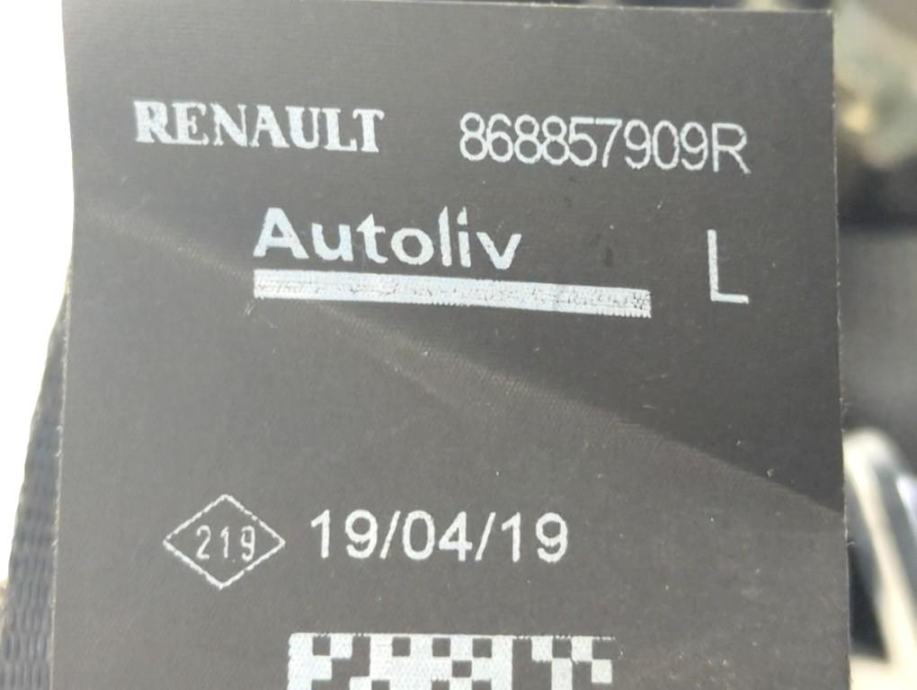 RENAULT 868857909R
Autoliv L
219 19/04/19